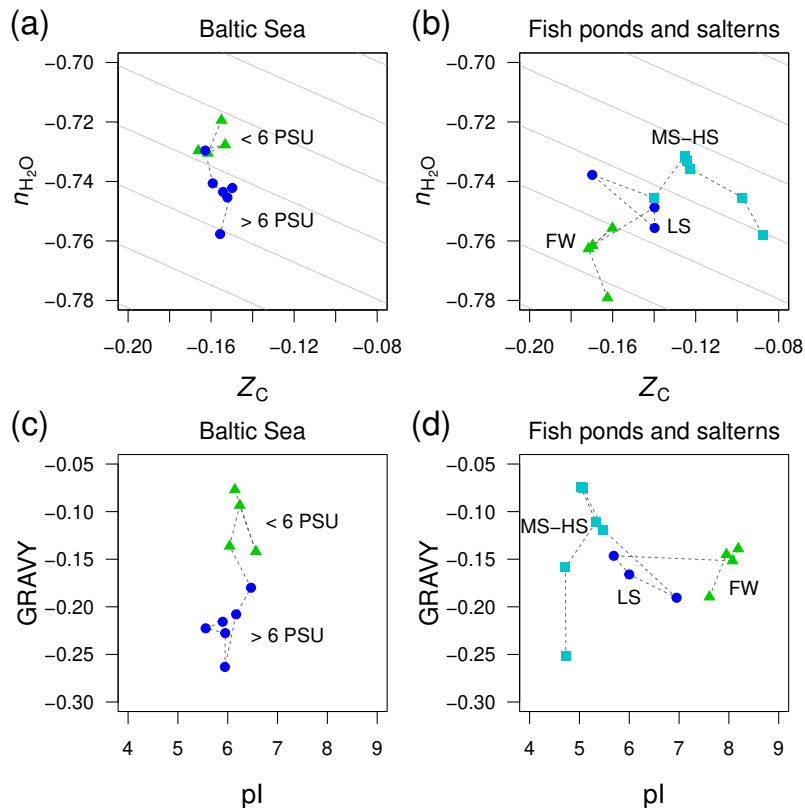 (a)
Baltic Sea
nH2O
−0.70
−0.72
−0.74
−0.76
−0.78
< 6 PSU
> 6 PSU
−0.20
−0.16
−0.12
−0.08
ZC
(b)
Fish ponds and salterns
nH2O
−0.70
−0.72
−0.74
−0.76
−0.78
MS−HS
LS
FW
−0.20
−0.16
−0.12
−0.08
ZC
(c)
Baltic Sea
GRAVY
−0.05
−0.10
−0.15
−0.20
−0.25
−0.30
< 6 PSU
> 6 PSU
4 5 6 7 8 9
pI
(d)
Fish ponds and salterns
GRAVY
−0.05
−0.10
−0.15
−0.20
−0.25
−0.30
MS−HS
LS
FW
4 5 6 7 8 9
pI